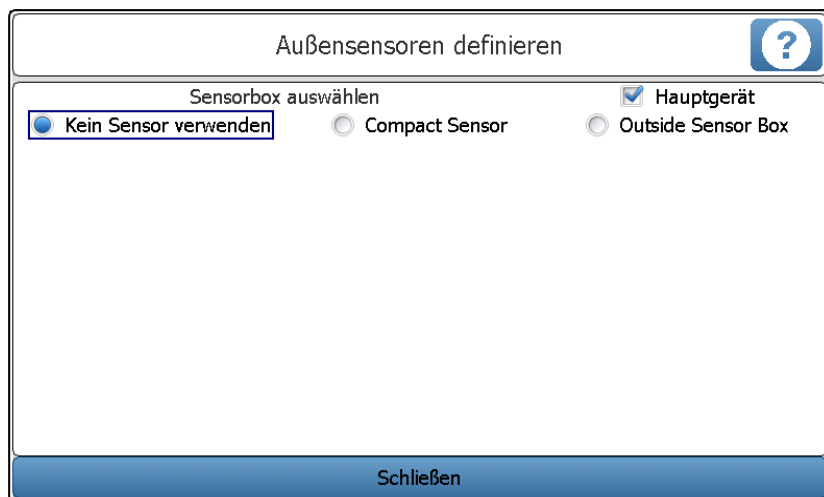 Außensensoren definieren
?
Sensorbox auswählen Hauptgerät
Kein Sensor verwenden Compact Sensor Outside Sensor Box
Schließen